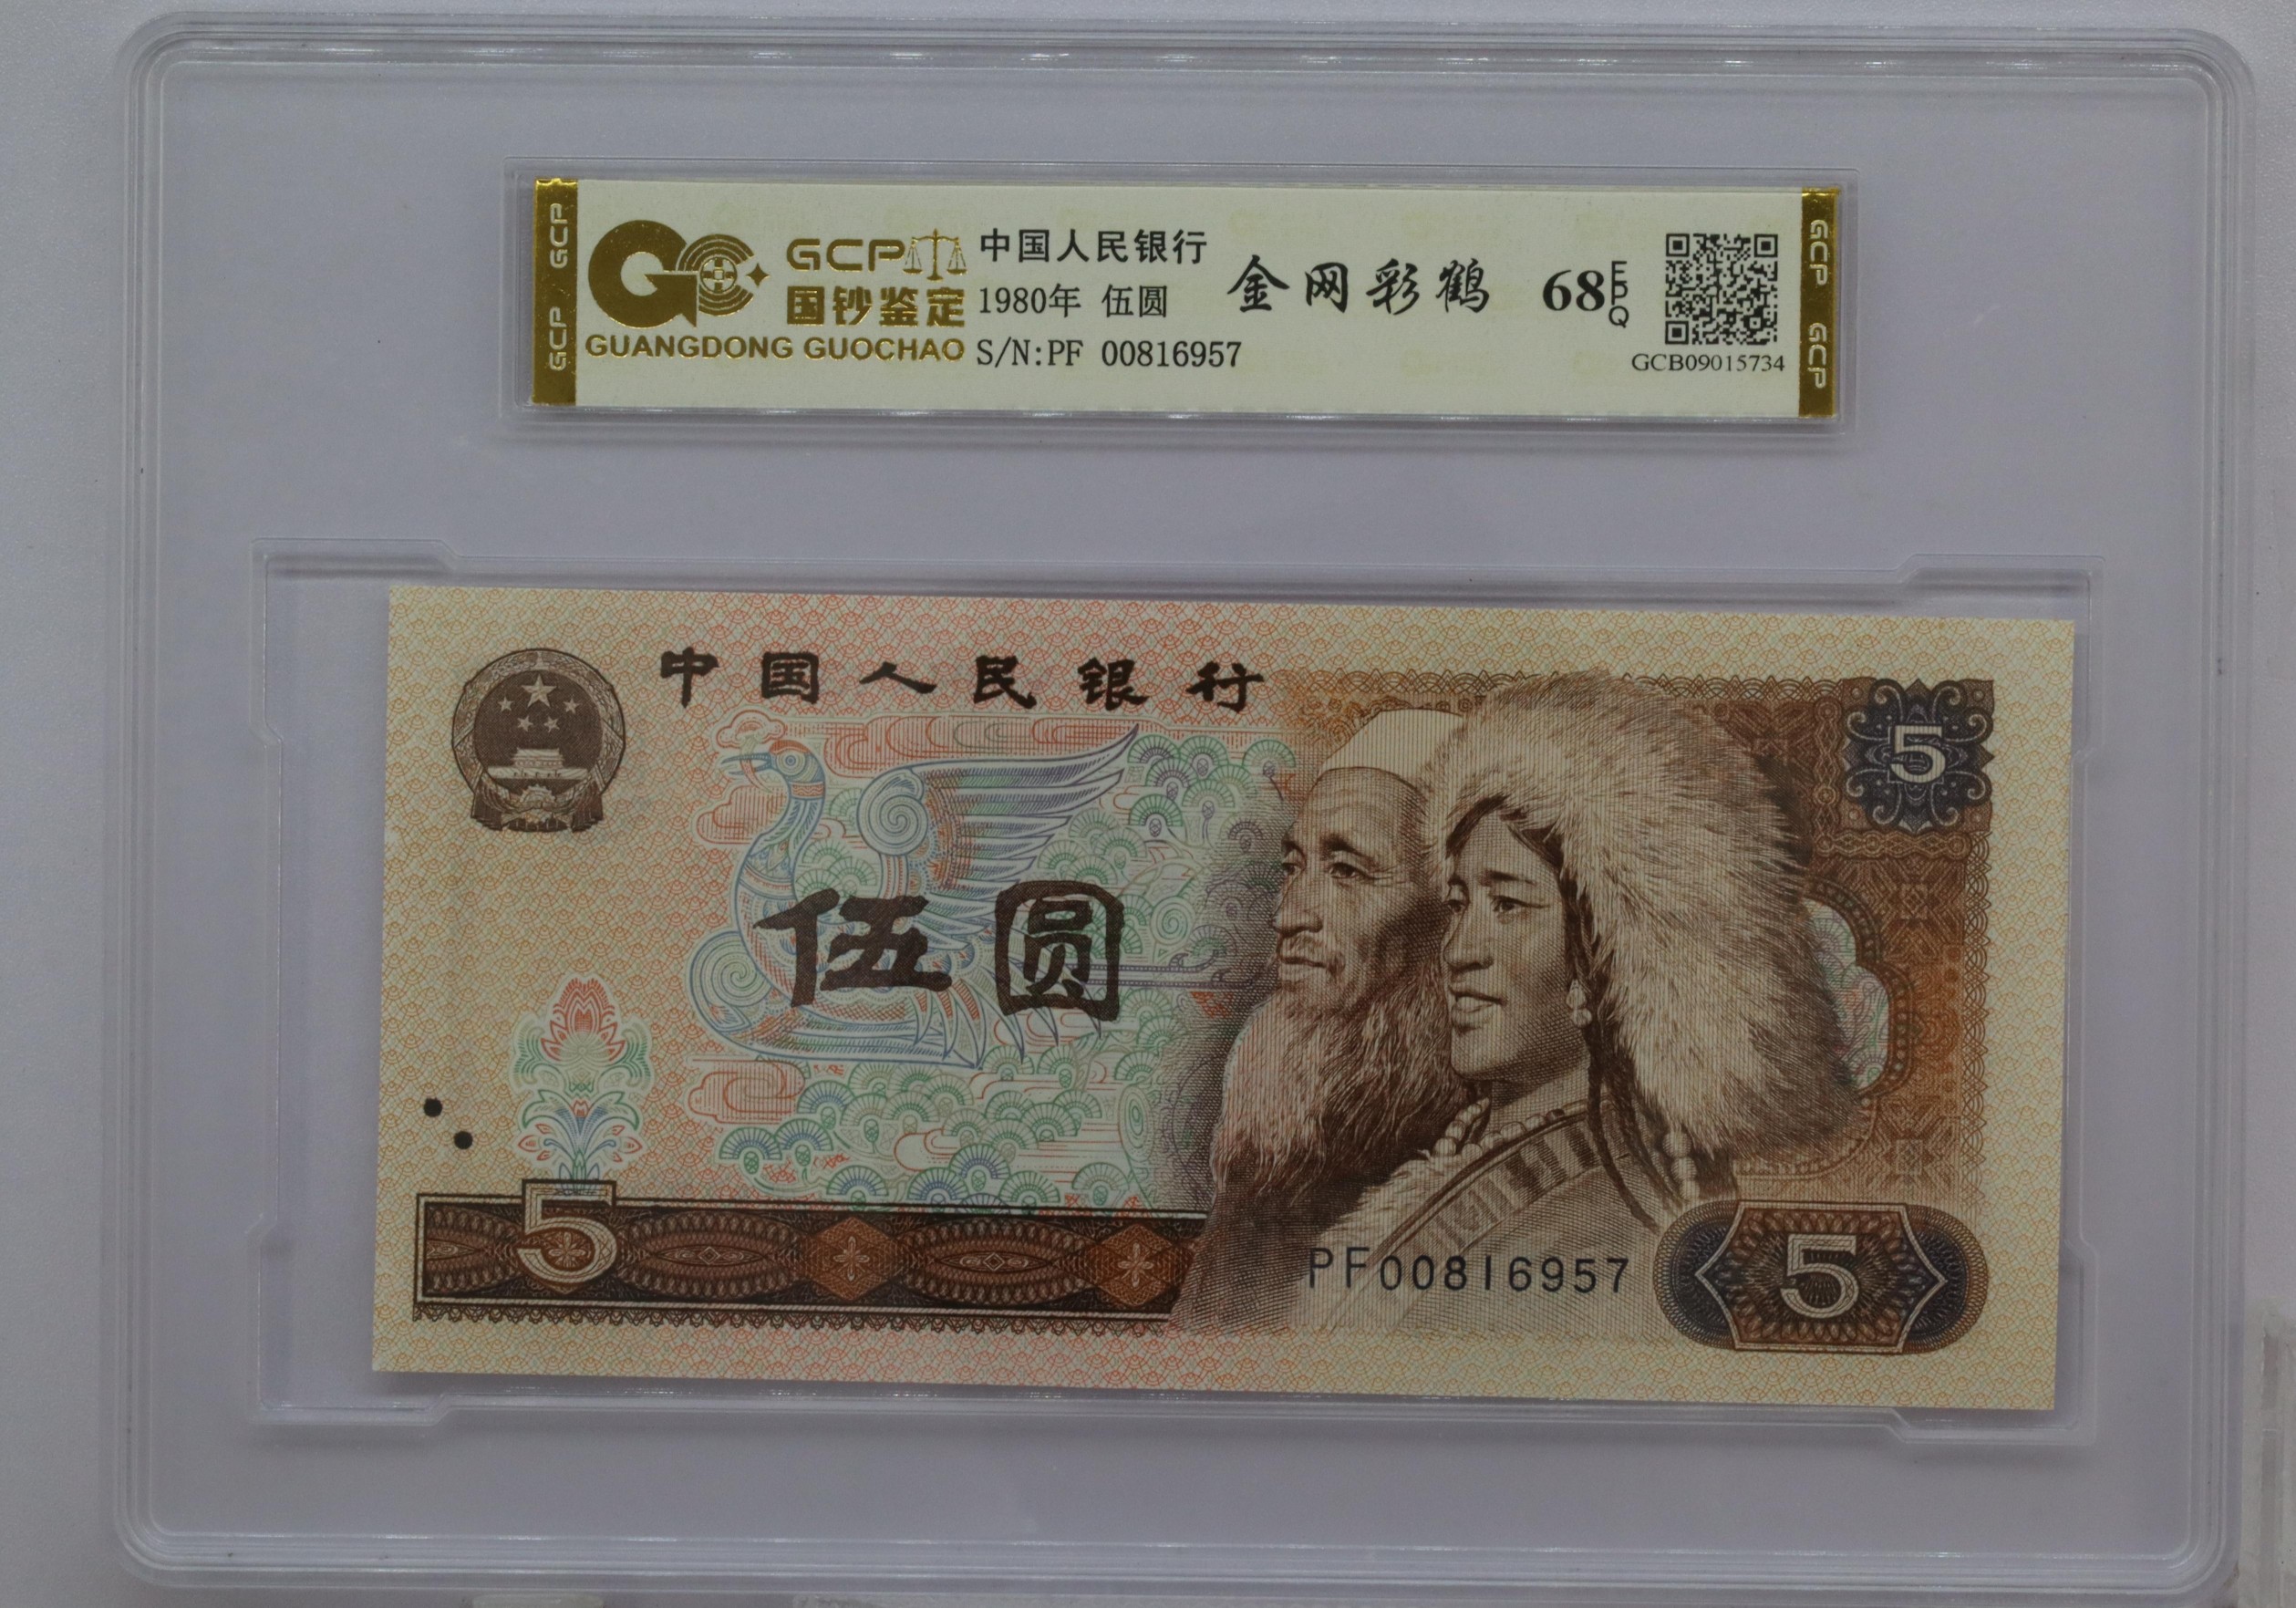 GCP / GCP
GCP
国钞鉴定
GUANGDONG GUOCHAO
中国人民银行
1980年 伍圆
S/N:PF 00816957
金网彩鹤
68
EPQ
GCB09015734
GCP GCP
中国人民银行
5
伍圆
5
PF00816957
5